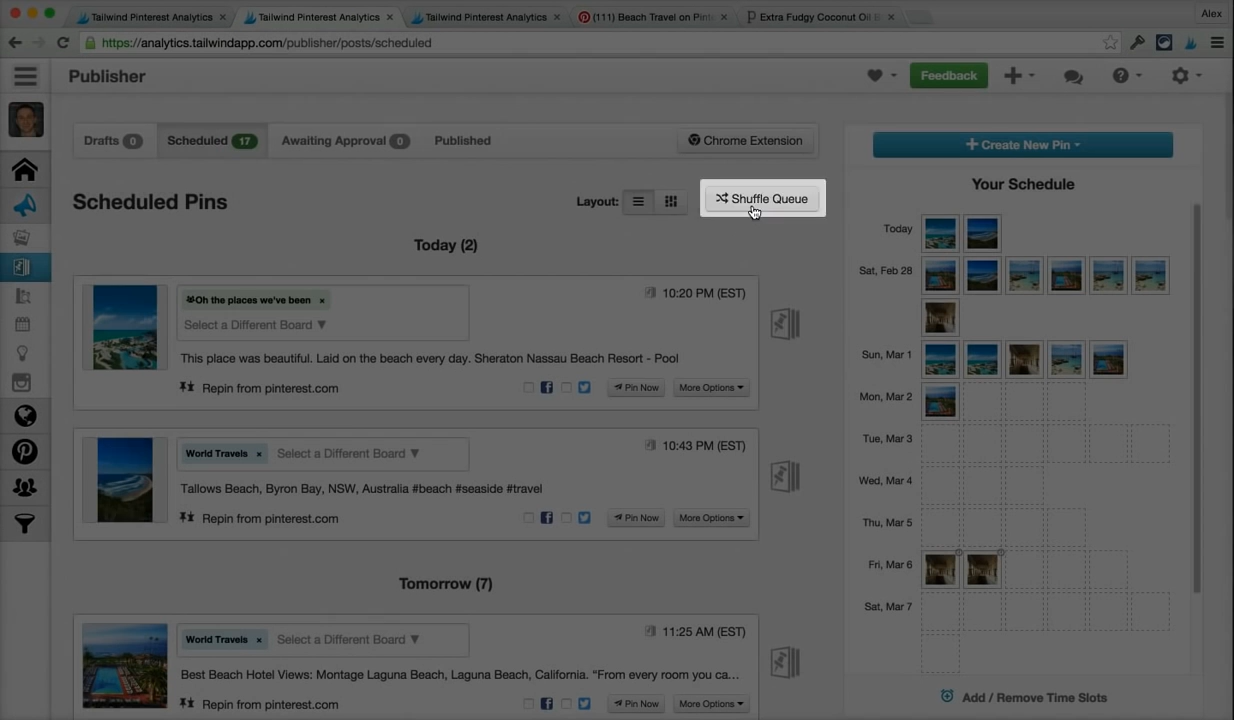 Tailwind Pinterest Analytics ×
Tailwind Pinterest Analytics ×
Tailwind Pinterest Analytics ×
(111) Beach Travel on Pint ×
Extra Fudgy Coconut Oil B ×
Alex
https://analytics.tailwindapp.com/publisher/posts/scheduled
Publisher
Feedback
Drafts 0
Scheduled 17
Awaiting Approval 0
Published
Chrome Extension
+ Create New Pin
Scheduled Pins
Layout:
Shuffle Queue
Your Schedule
Today (2)
Oh the places we've been ×
10:20 PM (EST)
Select a Different Board ▼
This place was beautiful. Laid on the beach every day. Sheraton Nassau Beach Resort - Pool
Repin from pinterest.com
Pin Now
More Options
World Travels ×
Select a Different Board ▼
10:43 PM (EST)
Tallows Beach, Byron Bay, NSW, Australia #beach #seaside #travel
Repin from pinterest.com
Pin Now
More Options
Tomorrow (7)
World Travels ×
Select a Different Board ▼
11:25 AM (EST)
Best Beach Hotel Views: Montage Laguna Beach, Laguna Beach, California. “From every room you ca...
Repin from pinterest.com
Pin Now
More Options
Today
Sat, Feb 28
Sun, Mar 1
Mon, Mar 2
Tue, Mar 3
Wed, Mar 4
Thu, Mar 5
Fri, Mar 6
Sat, Mar 7
Add / Remove Time Slots